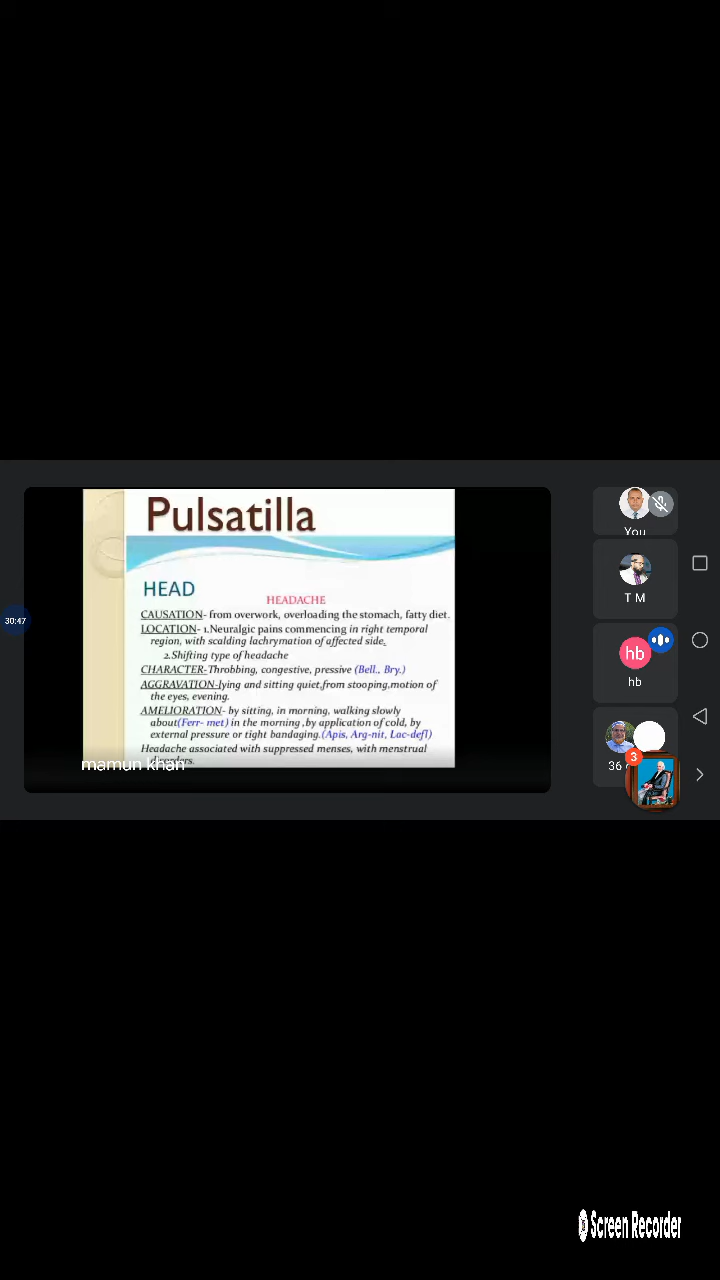 Pulsatilla
HEAD
HEADACHE
CAUSATION- from overwork, overloading the stomach, fatty diet.
LOCATION- 1.Neuralgic pains commencing in right temporal
region, with scalding lachrymation of affected side.
2.Shifting type of headache
CHARACTER-Throbbing, congestive, pressive (Bell., Bry.)
AGGRAVATION-lying and sitting quiet,from stooping,motion of
the eyes, evening.
AMELIORATION- by sitting, in morning, walking slowly
about(Ferr- met) in the morning ,by application of cold, by
external pressure or tight bandaging.(Apis, Arg-nit, Lac-defl)
Headache associated with suppressed menses, with menstrual
mamun khan
30:47
You
T M
hb
hb
36
3
Screen Recorder